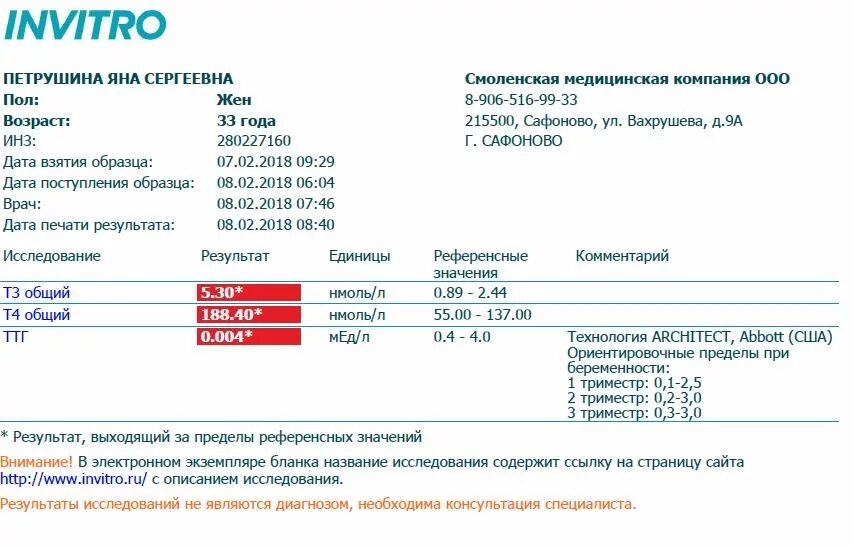 INVITRO
ПЕТРУШИНА ЯНА СЕРГЕЕВНА Смоленская медицинская компания ООО
Пол: Жен 8-906-516-99-33
Возраст: 33 года 215500, Сафоново, ул. Вахрушева, д.9А
ИНЗ: 280227160 Г. САФОНОВО
Дата взятия образца: 07.02.2018 09:29
Дата поступления образца: 08.02.2018 06:04
Врач: 08.02.2018 07:46
Дата печати результата: 08.02.2018 08:40
Исследование Результат Единицы Референсные Комментарий
значения
Т3 общий 5.30* нмоль/л 0.89 - 2.44
Т4 общий 188.40* нмоль/л 55.00 - 137.00
ТТГ 0.004* мЕд/л 0.4 - 4.0 Технология ARCHITECT, Abbott (США)
Ориентировочные пределы при
беременности:
1 триместр: 0,1-2,5
2 триместр: 0,2-3,0
3 триместр: 0,3-3,0
* Результат, выходящий за пределы референсных значений
Внимание! В электронном экземпляре бланка название исследования содержит ссылку на страницу сайта
http://www.invitro.ru/ с описанием исследования.
Результаты исследований не являются диагнозом, необходима консультация специалиста.